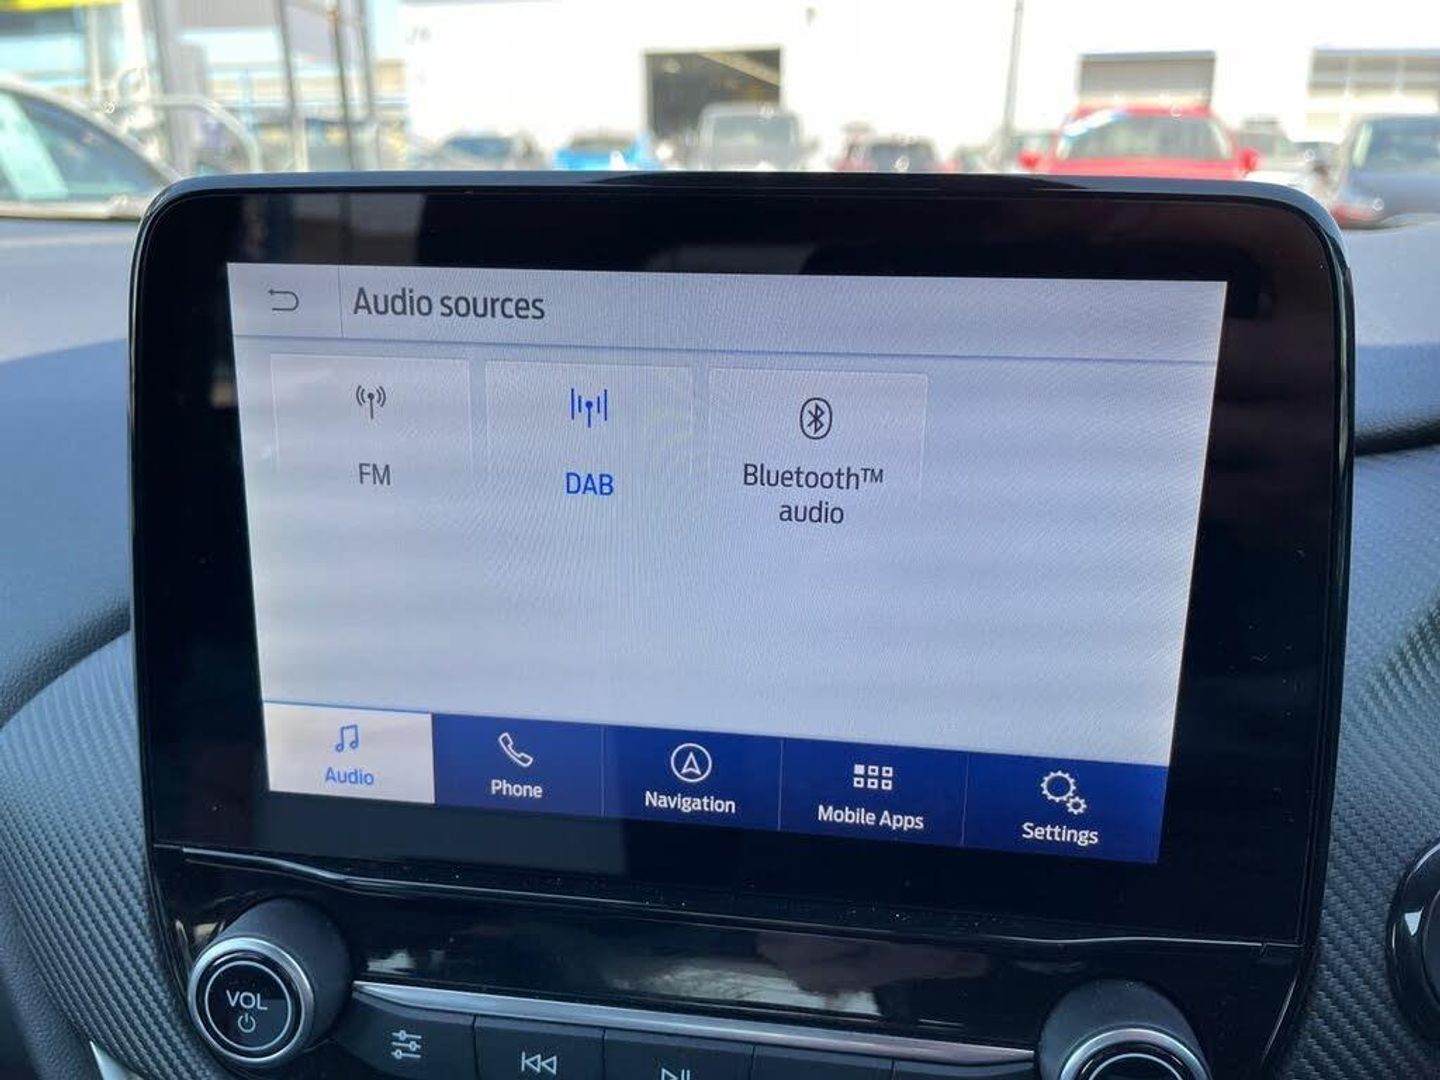 Audio sources
FM
DAB
Bluetooth™
audio
Audio
Phone
Navigation
Mobile Apps
Settings
VOL